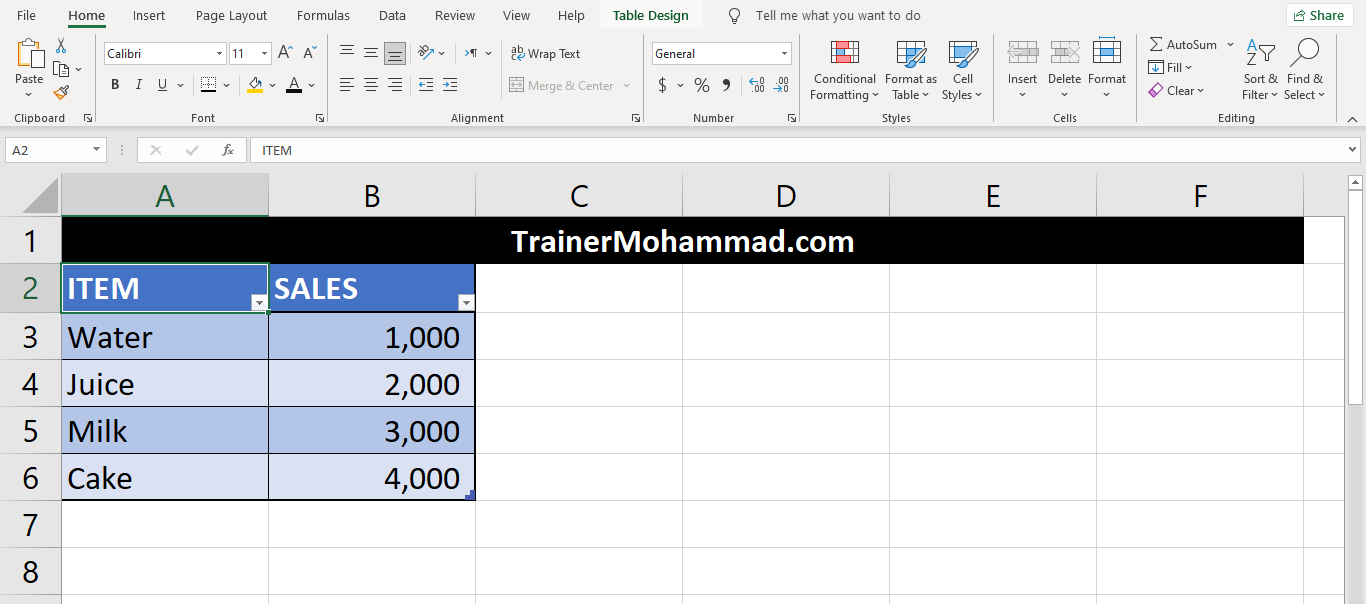 File Home Insert Page Layout Formulas Data Review View Help Table Design Tell me what you want to do Share
Calibri 11 Wrap Text General
Paste B I U Merge & Center $ % Conditional Formatting Format as Table Cell Styles Insert Delete Format AutoSum Fill Clear Sort & Filter Find & Select
Clipboard Font Alignment Number Styles Cells Editing
A2 fx ITEM
A B C D E F
1 TrainerMohammad.com
2 ITEM SALES
3 Water 1,000
4 Juice 2,000
5 Milk 3,000
6 Cake 4,000
7
8